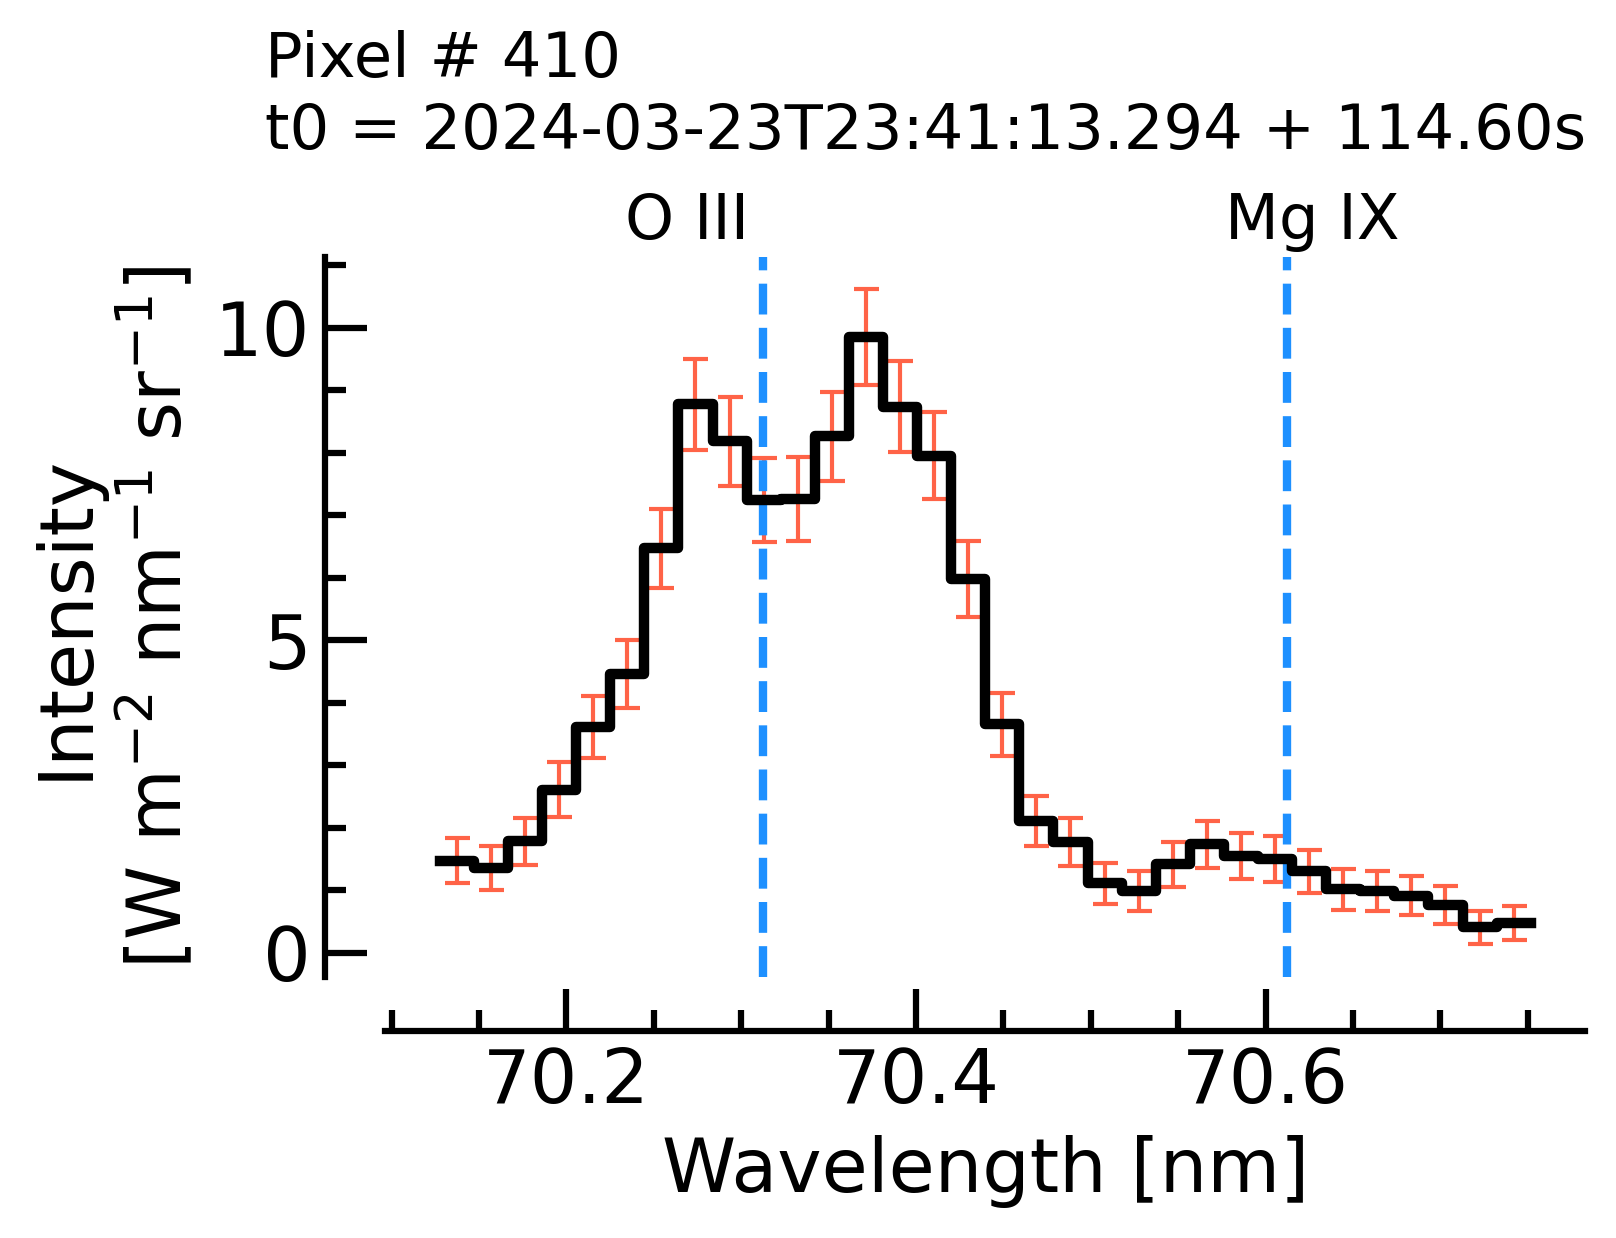 Pixel # 410
t0 = 2024-03-23T23:41:13.294 + 114.60s
O III
Mg IX
Intensity
[W m⁻² nm⁻¹ sr⁻¹]
10
5
0
70.2
70.4
70.6
Wavelength [nm]